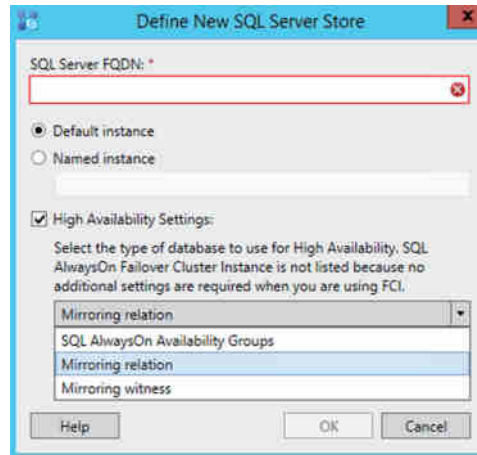 Define New SQL Server Store
x
SQL Server FQDN: *
Default instance
Named instance
High Availability Settings:
Select the type of database to use for High Availability. SQL
AlwaysOn Failover Cluster Instance is not listed because no
additional settings are required when you are using FCI.
Mirroring relation
SQL AlwaysOn Availability Groups
Mirroring relation
Mirroring witness
Help
OK
Cancel